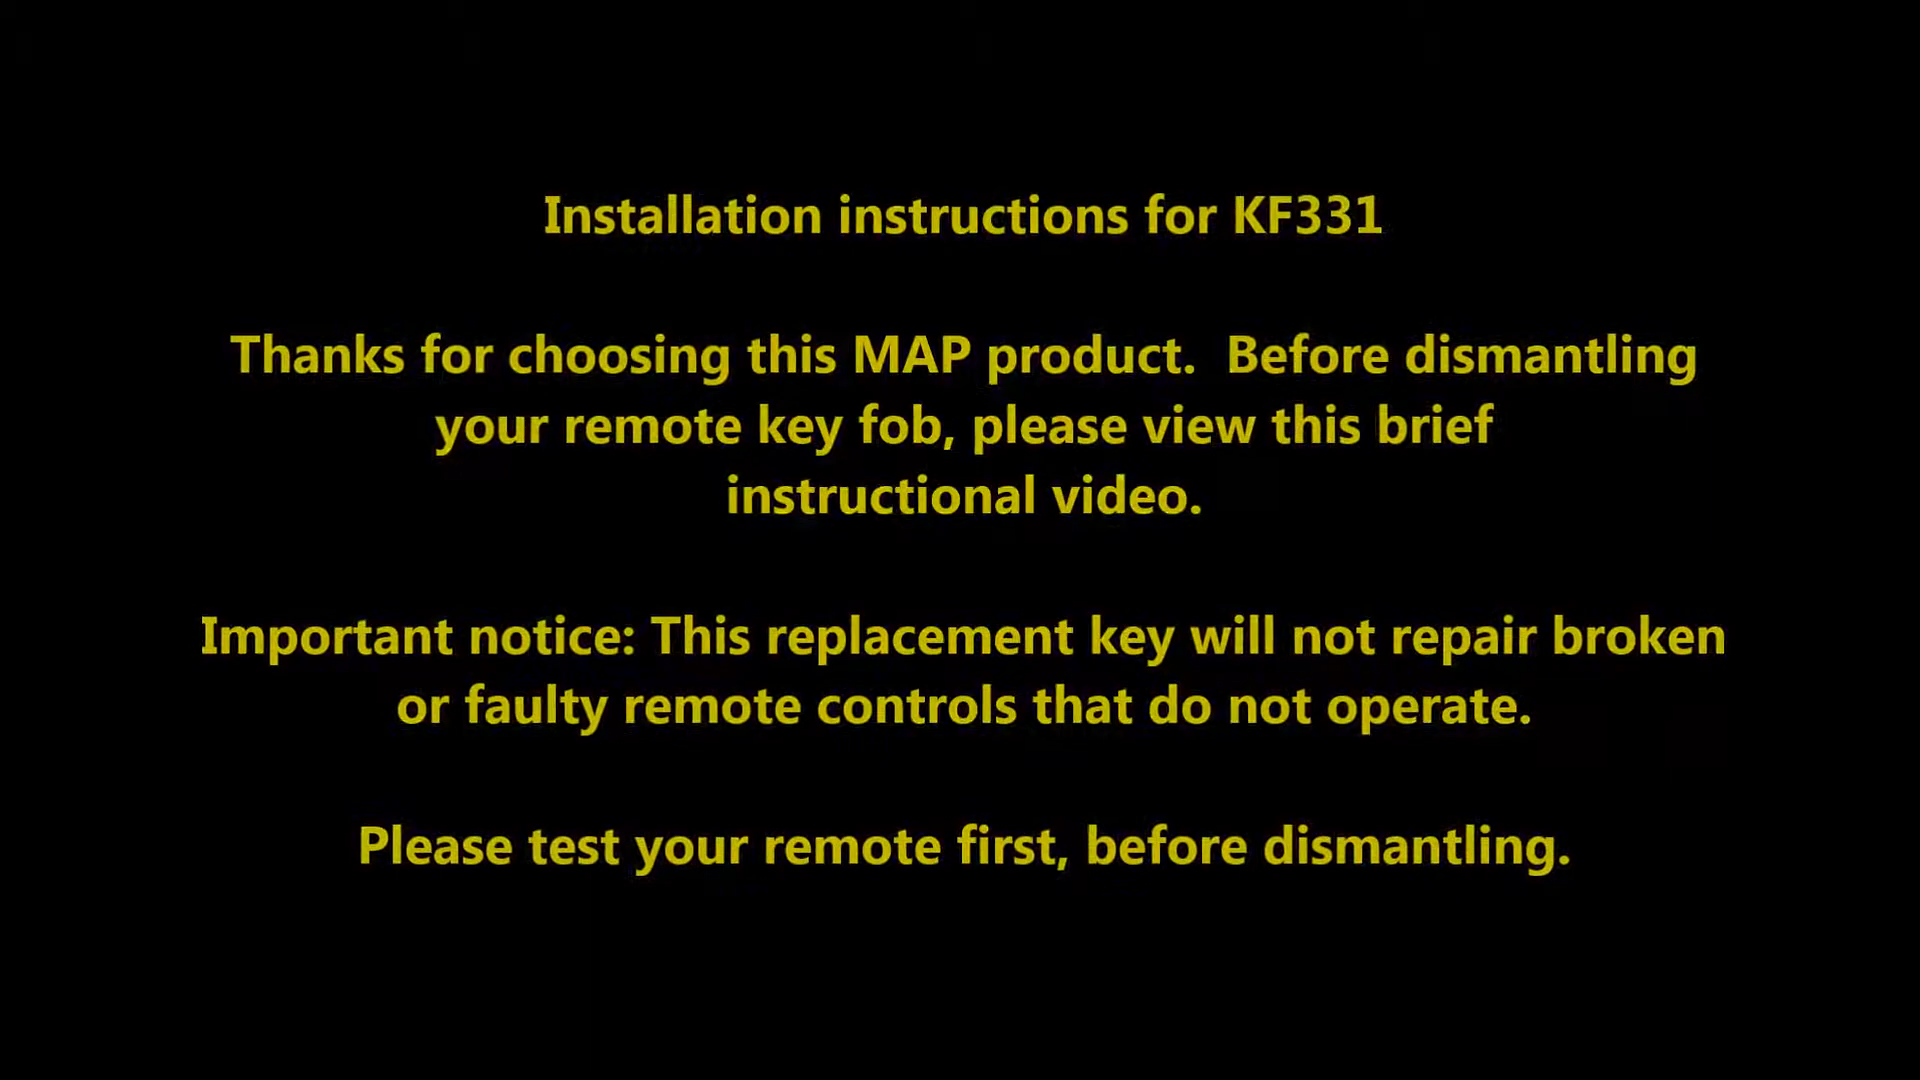 Installation instructions for KF331
Thanks for choosing this MAP product.  Before dismantling
your remote key fob, please view this brief
instructional video.
Important notice: This replacement key will not repair broken
or faulty remote controls that do not operate.
Please test your remote first, before dismantling.